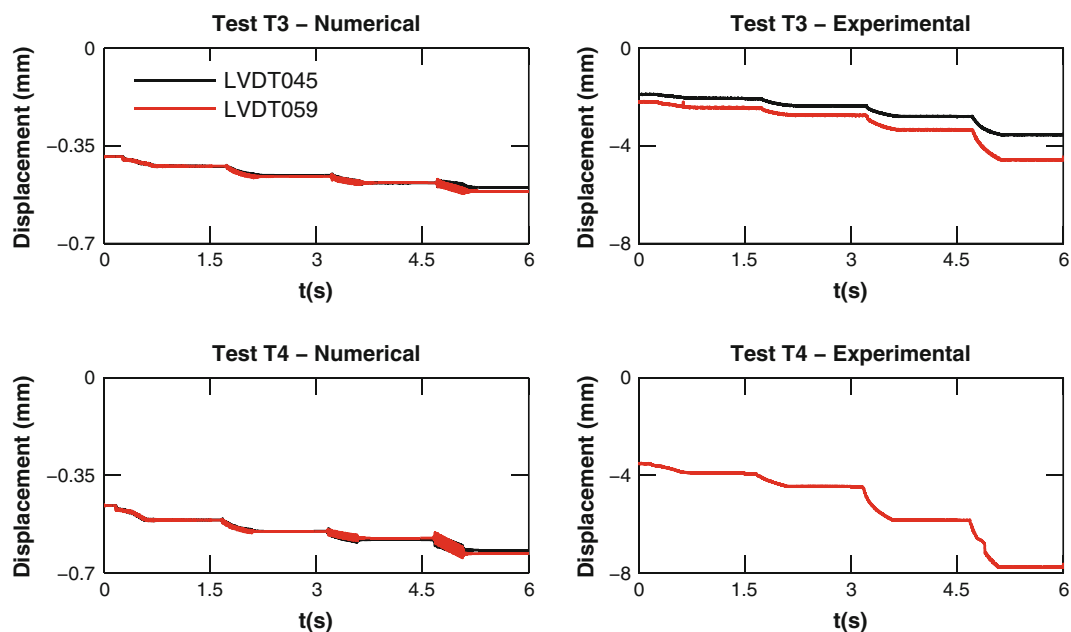 Test T3 – Numerical
Displacement (mm)
0
−0.35
−0.7
LVDT045
LVDT059
0 1.5 3 4.5 6
t(s)
Test T3 – Experimental
Displacement (mm)
0
−4
−8
0 1.5 3 4.5 6
t(s)
Test T4 – Numerical
Displacement (mm)
0
−0.35
−0.7
0 1.5 3 4.5 6
t(s)
Test T4 – Experimental
Displacement (mm)
0
−4
−8
0 1.5 3 4.5 6
t(s)